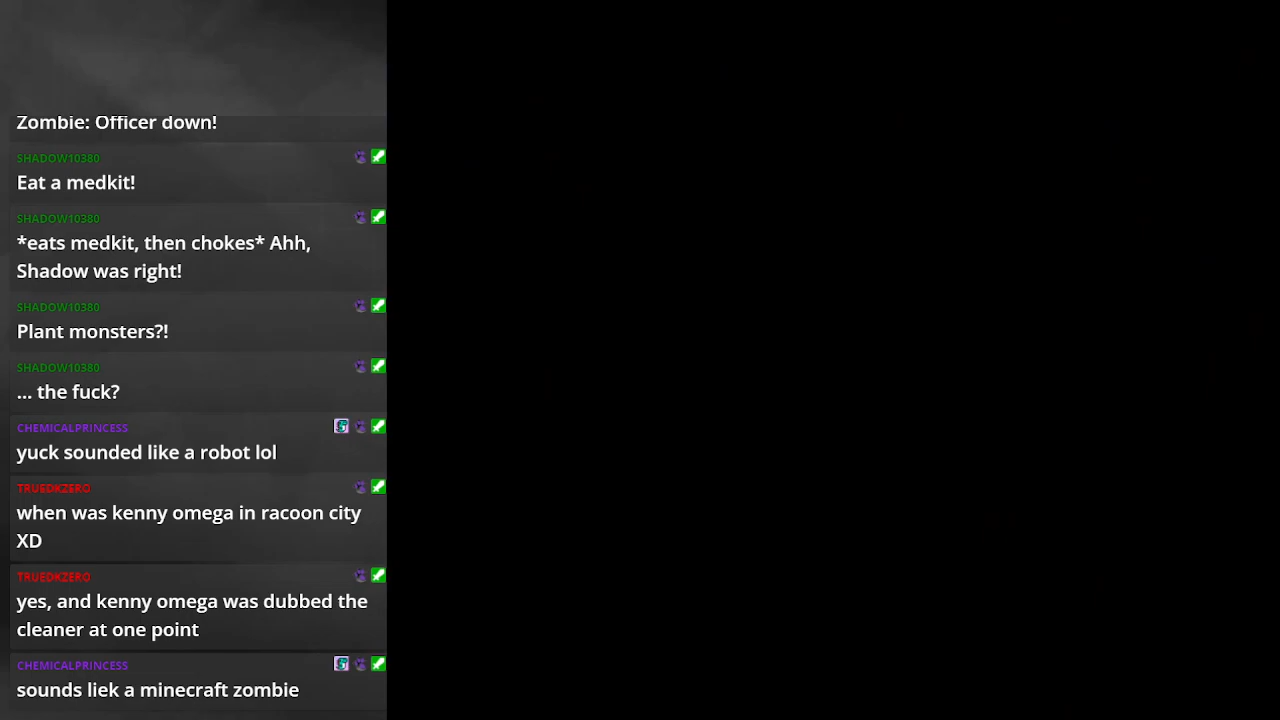 Zombie: Officer down!
SHADOW10380
Eat a medkit!
SHADOW10380
*eats medkit, then chokes* Ahh,
Shadow was right!
SHADOW10380
Plant monsters?!
SHADOW10380
... the fuck?
CHEMICALPRINCESS
yuck sounded like a robot lol
TRUEDKZERO
when was kenny omega in racoon city
XD
TRUEDKZERO
yes, and kenny omega was dubbed the
cleaner at one point
CHEMICALPRINCESS
sounds liek a minecraft zombie